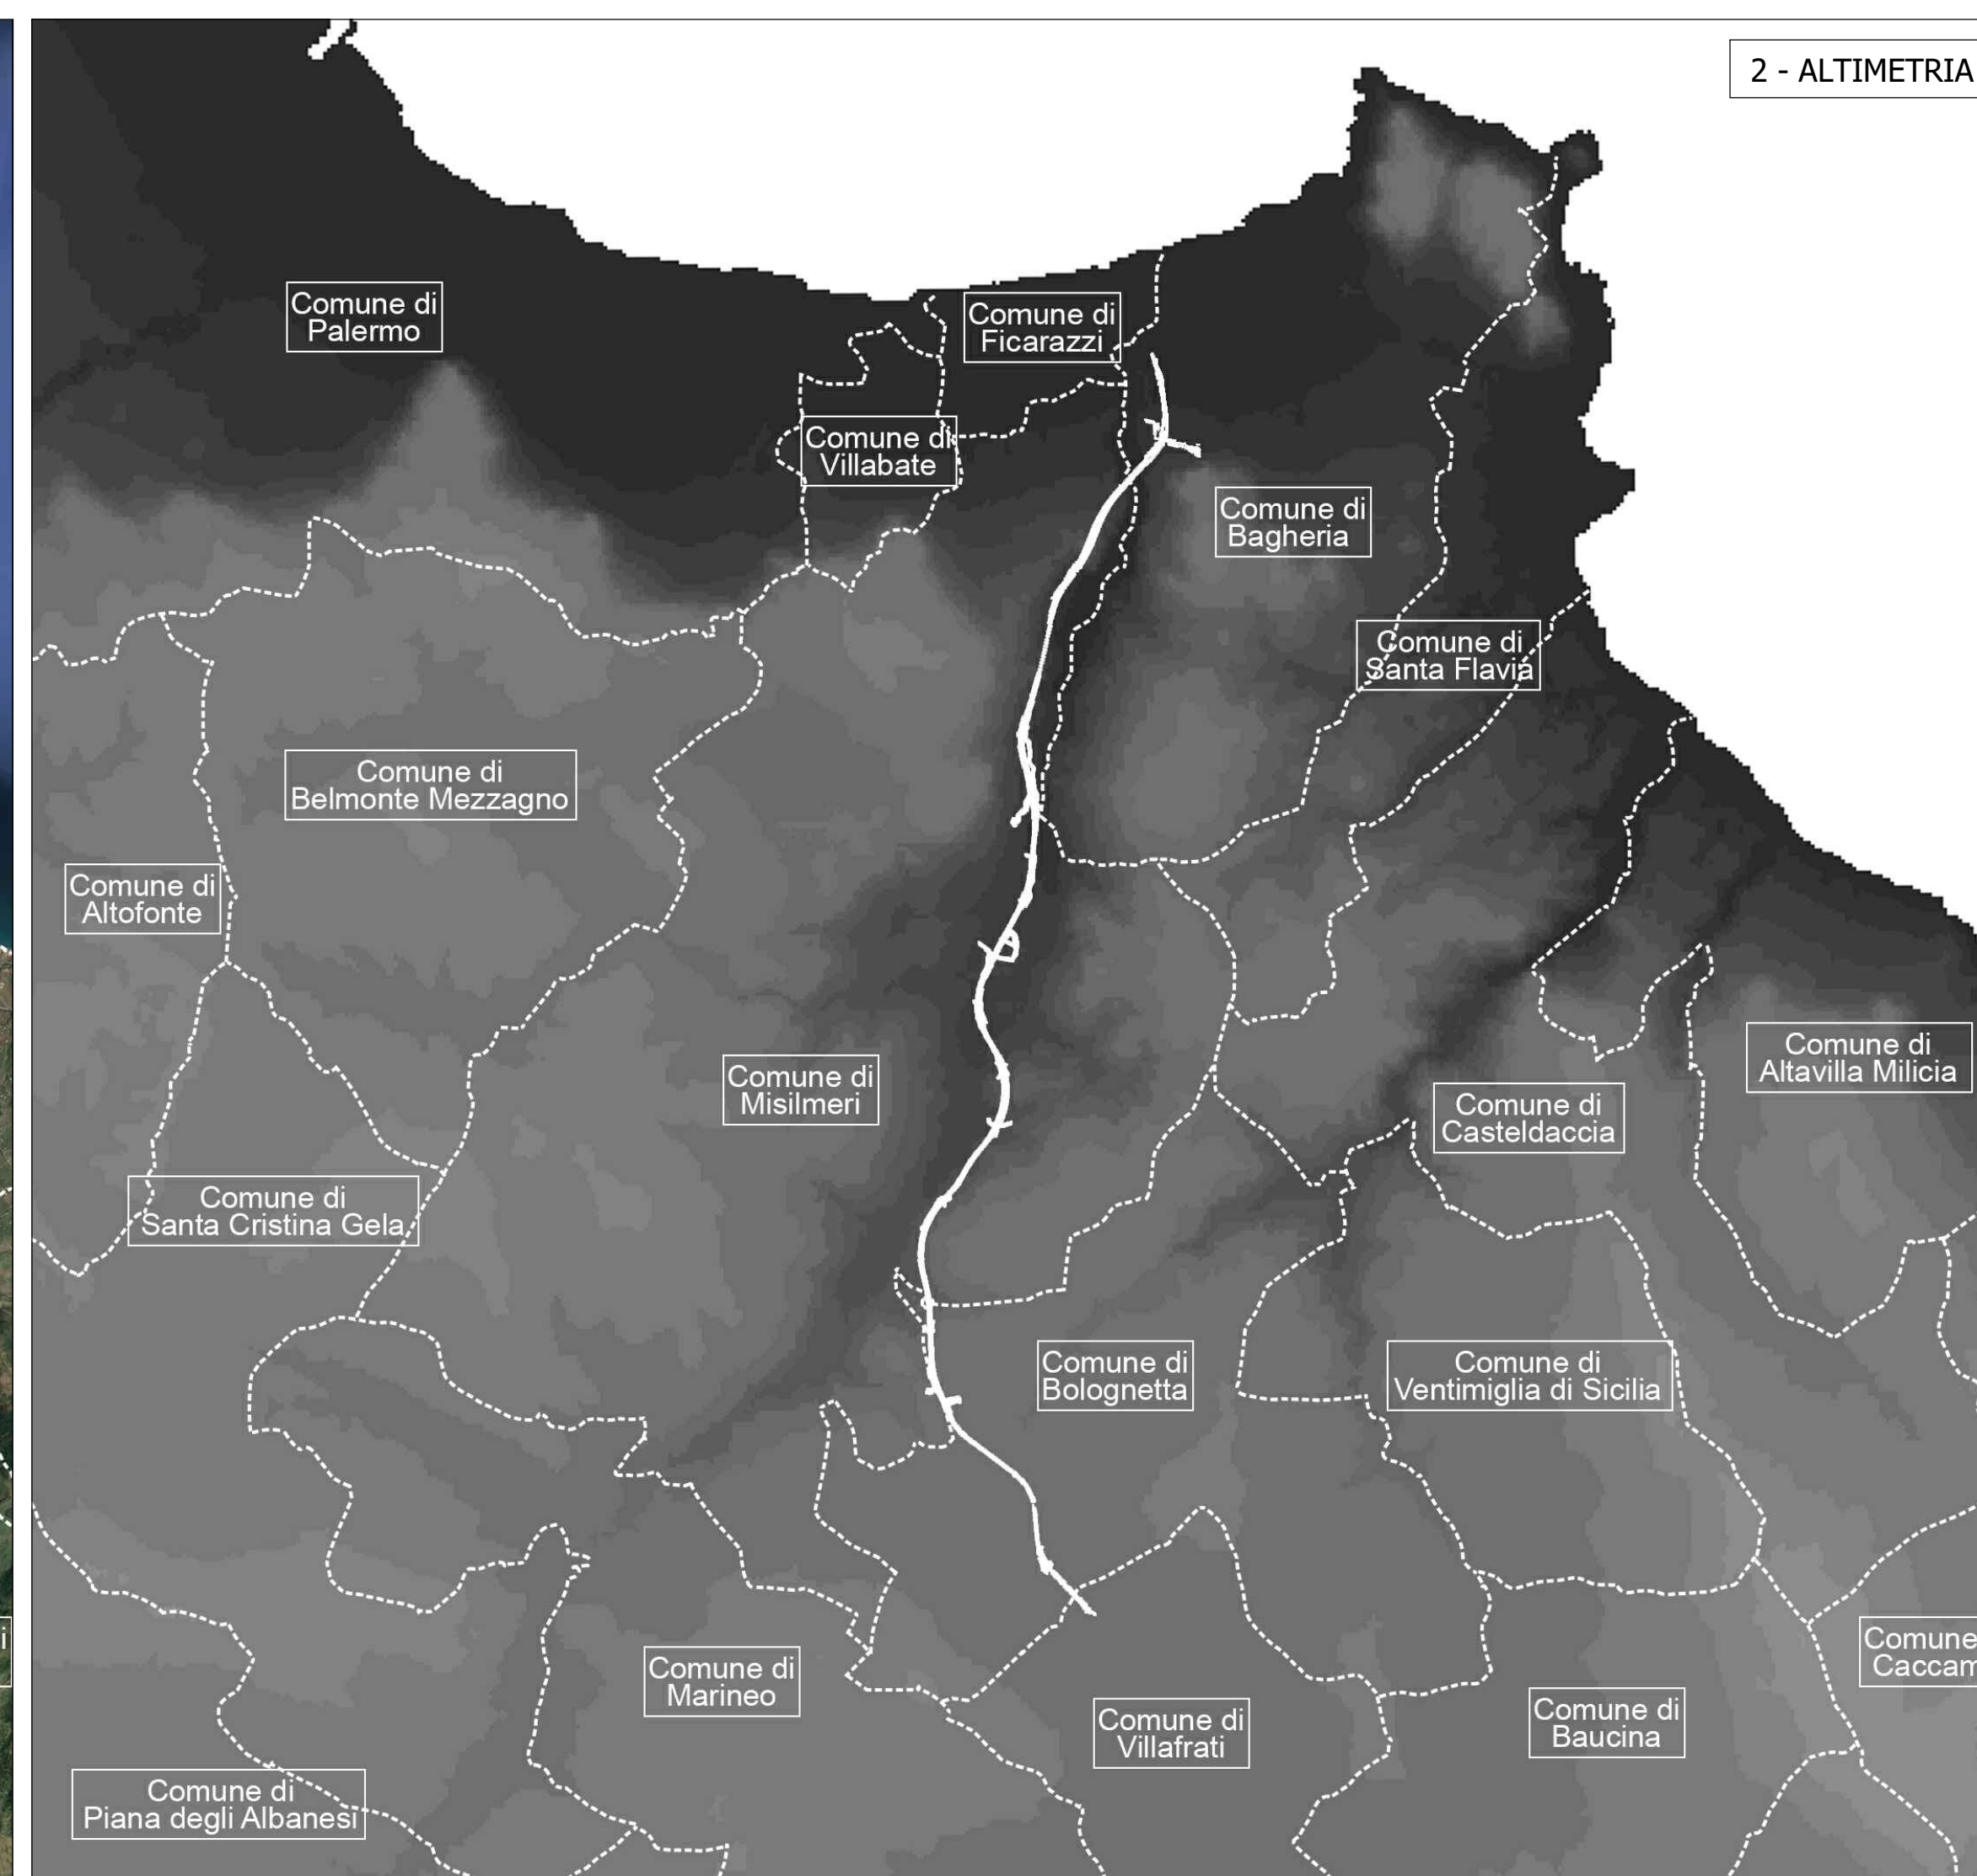 2 - ALTIMETRIA
Comune di
Palermo
Comune di
Ficarazzi
Comune di
Villabate
Comune di
Bagheria
Comune di
Santa Flavia
Comune di
Belmonte Mezzagno
Comune di
Altofonte
Comune di
Misilmeri
Comune di
Altavilla Milicia
Comune di
Casteldaccia
Comune di
Santa Cristina Gela
Comune di
Bolognetta
Comune di
Ventimiglia di Sicilia
Comune di
Marineo
Comune
Caccam
Comune di
Villafrati
Comune di
Baucina
Comune di
Piana degli Albanesi